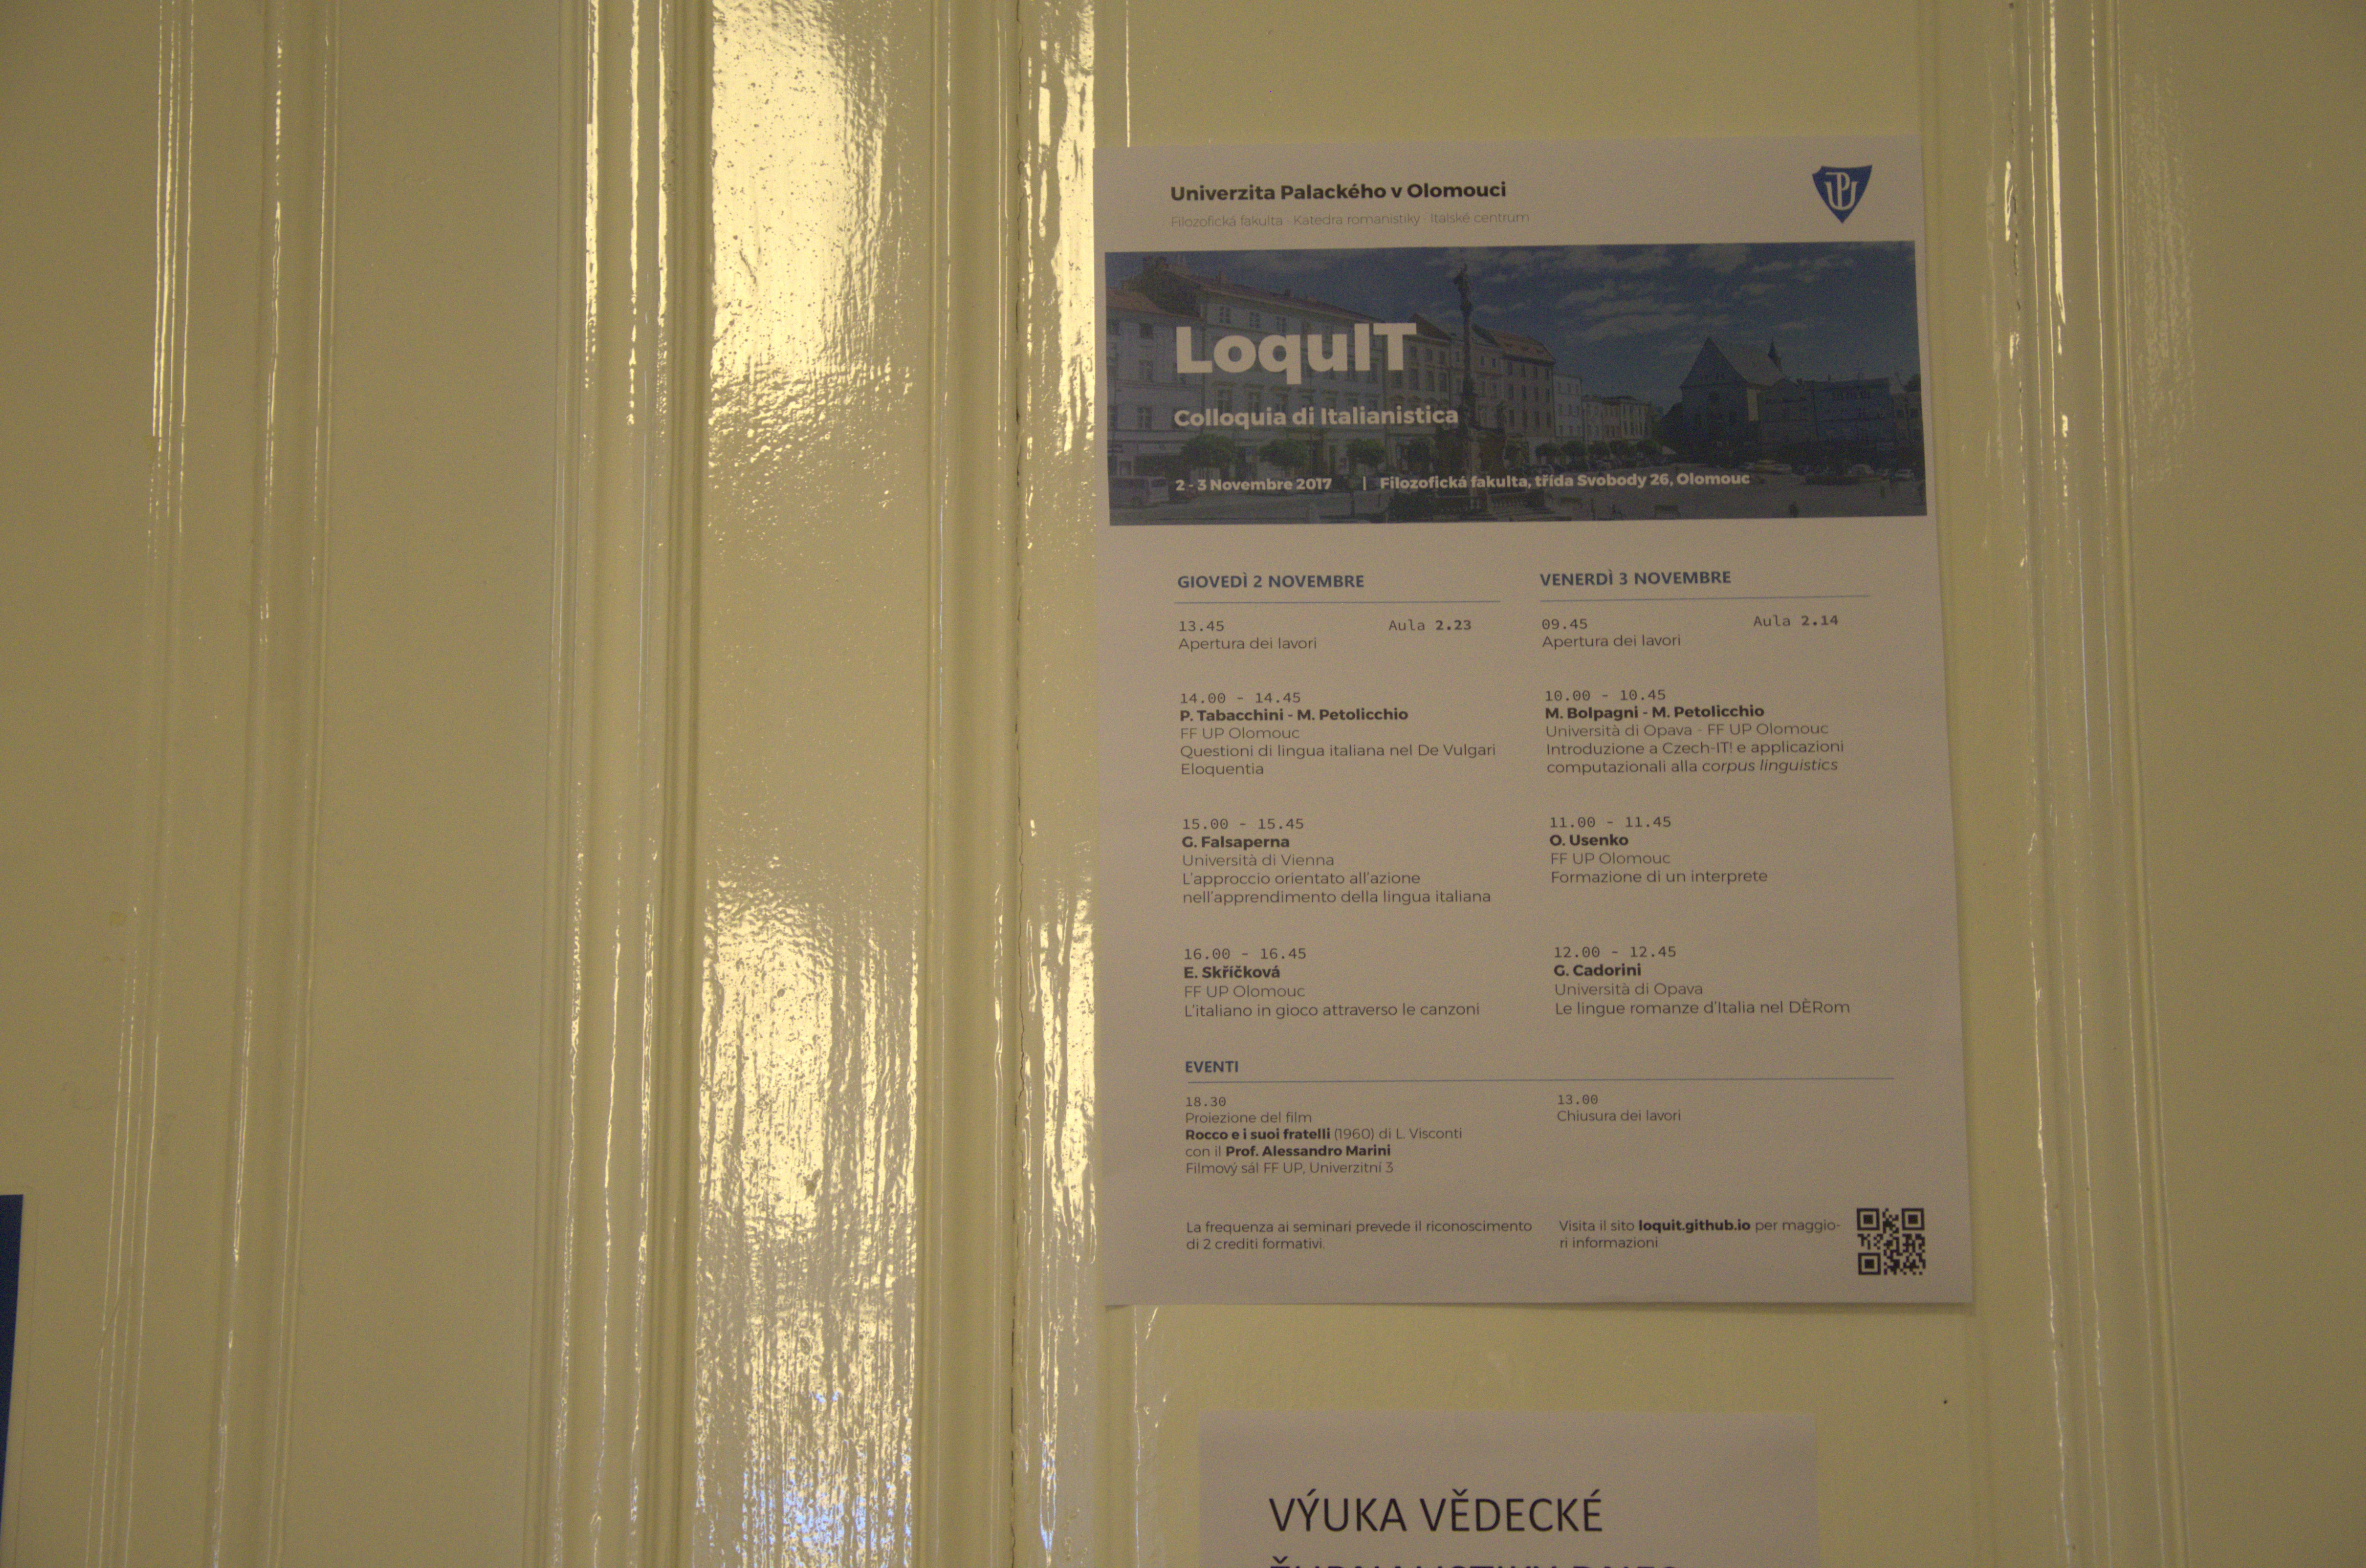 Univerzita Palackého v Olomouci
Filozofická fakulta · Katedra romanistiky · Italské centrum
UP
LoquIT
Colloquia di Italianistica
2 - 3 Novembre 2017 | Filozofická fakulta, třída Svobody 26, Olomouc
GIOVEDÌ 2 NOVEMBRE
13.45 Aula 2.23
Apertura dei lavori
14.00 - 14.45
P. Tabacchini - M. Petolicchio
FF UP Olomouc
Questioni di lingua italiana nel De Vulgari
Eloquentia
15.00 - 15.45
G. Falsaperna
Università di Vienna
L'approccio orientato all'azione
nell'apprendimento della lingua italiana
16.00 - 16.45
E. Skříčková
FF UP Olomouc
L'italiano in gioco attraverso le canzoni
VENERDÌ 3 NOVEMBRE
09.45 Aula 2.14
Apertura dei lavori
10.00 - 10.45
M. Bolpagni - M. Petolicchio
Università di Opava - FF UP Olomouc
Introduzione a Czech-IT! e applicazioni
computazionali alla corpus linguistics
11.00 - 11.45
O. Usenko
FF UP Olomouc
Formazione di un interprete
12.00 - 12.45
G. Cadorini
Università di Opava
Le lingue romanze d'Italia nel DÉRom
EVENTI
18.30
Proiezione del film
Rocco e i suoi fratelli (1960) di L. Visconti
con il Prof. Alessandro Marini
Filmový sál FF UP, Univerzitní 3
13.00
Chiusura dei lavori
La frequenza ai seminari prevede il riconoscimento
di 2 crediti formativi.
Visita il sito loquit.github.io per maggio-
ri informazioni
VÝUKA VĚDECKÉ